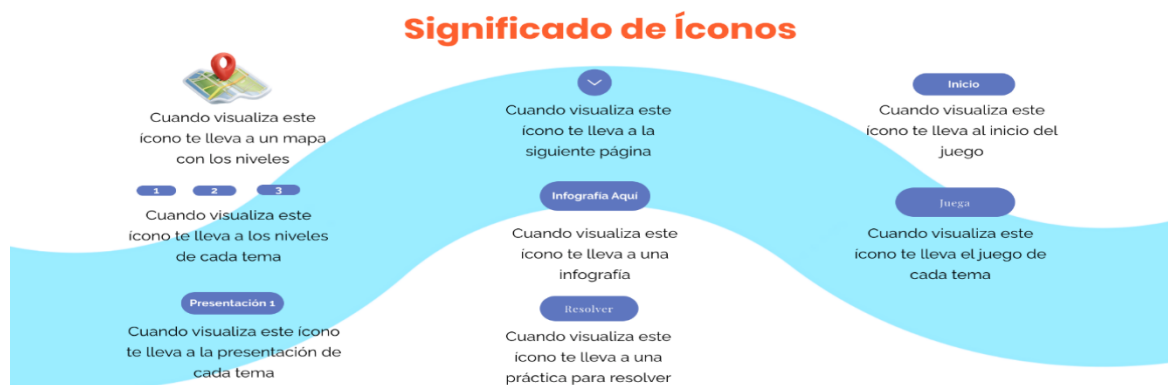 Significado de Íconos
Cuando visualiza este
ícono te lleva a un mapa
con los niveles
1 2 3
Cuando visualiza este
ícono te lleva a los niveles
de cada tema
Presentación 1
Cuando visualiza este ícono
te lleva a la presentación de
cada tema
Cuando visualiza este
ícono te lleva a la
siguiente página
Infografía Aquí
Cuando visualiza este
ícono te lleva a una
infografía
Resolver
Cuando visualiza este
ícono te lleva a una
práctica para resolver
Inicio
Cuando visualiza este
ícono te lleva al inicio del
juego
Juega
Cuando visualiza este
ícono te lleva el juego de
cada tema